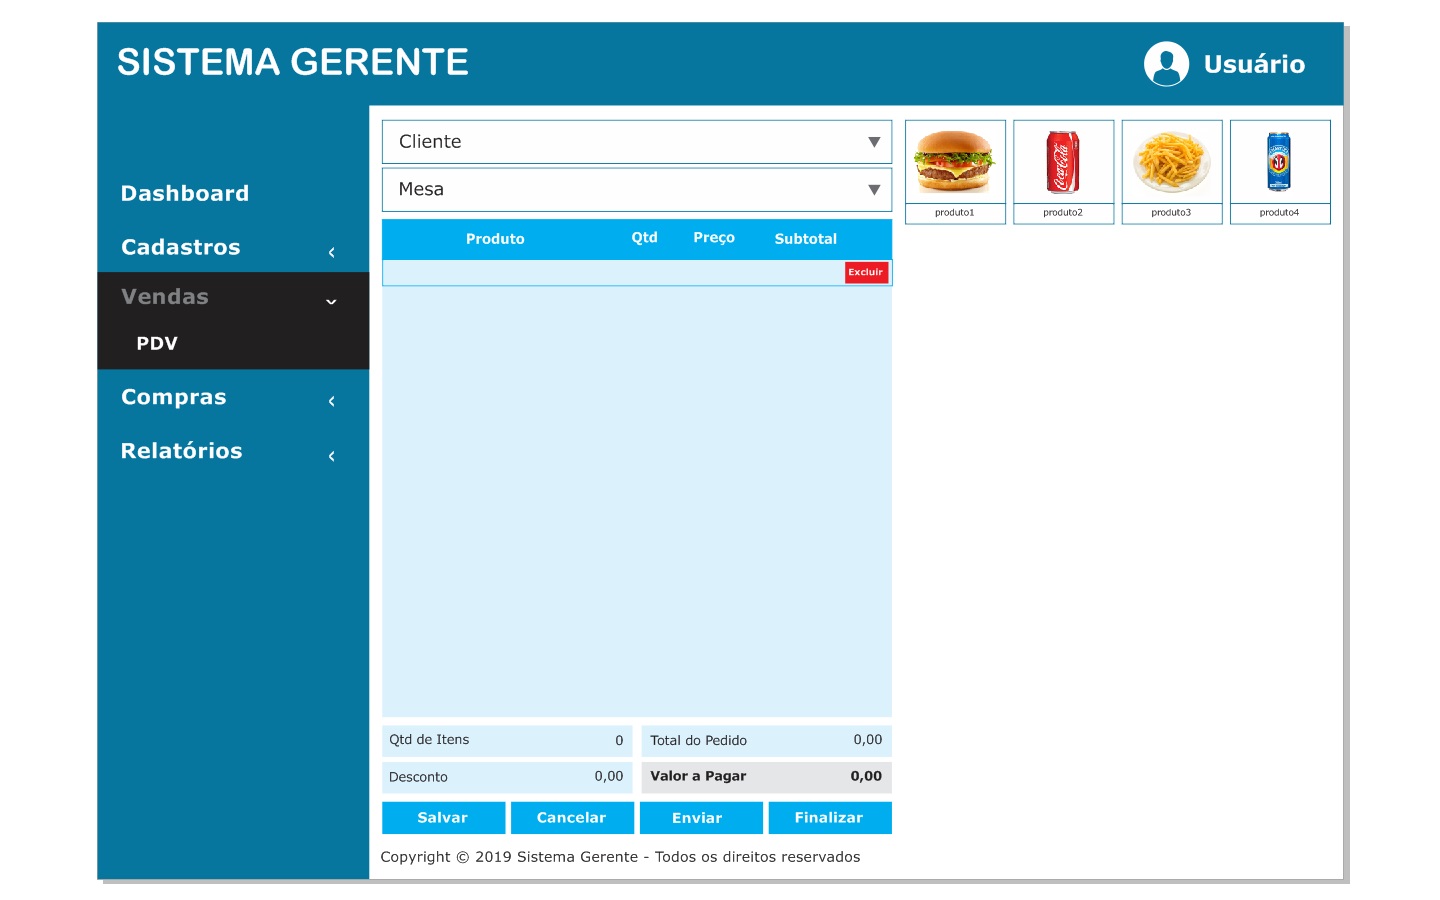 SISTEMA GERENTE
Usuário
Dashboard
Cadastros
Vendas
PDV
Compras
Relatórios
Cliente
Mesa
Produto Qtd Preço Subtotal
Excluir
Qtd de Itens 0
Total do Pedido 0,00
Desconto 0,00
Valor a Pagar 0,00
Salvar Cancelar Enviar Finalizar
Copyright © 2019 Sistema Gerente - Todos os direitos reservados
Coca-Cola
produto1 produto2 produto3 produto4